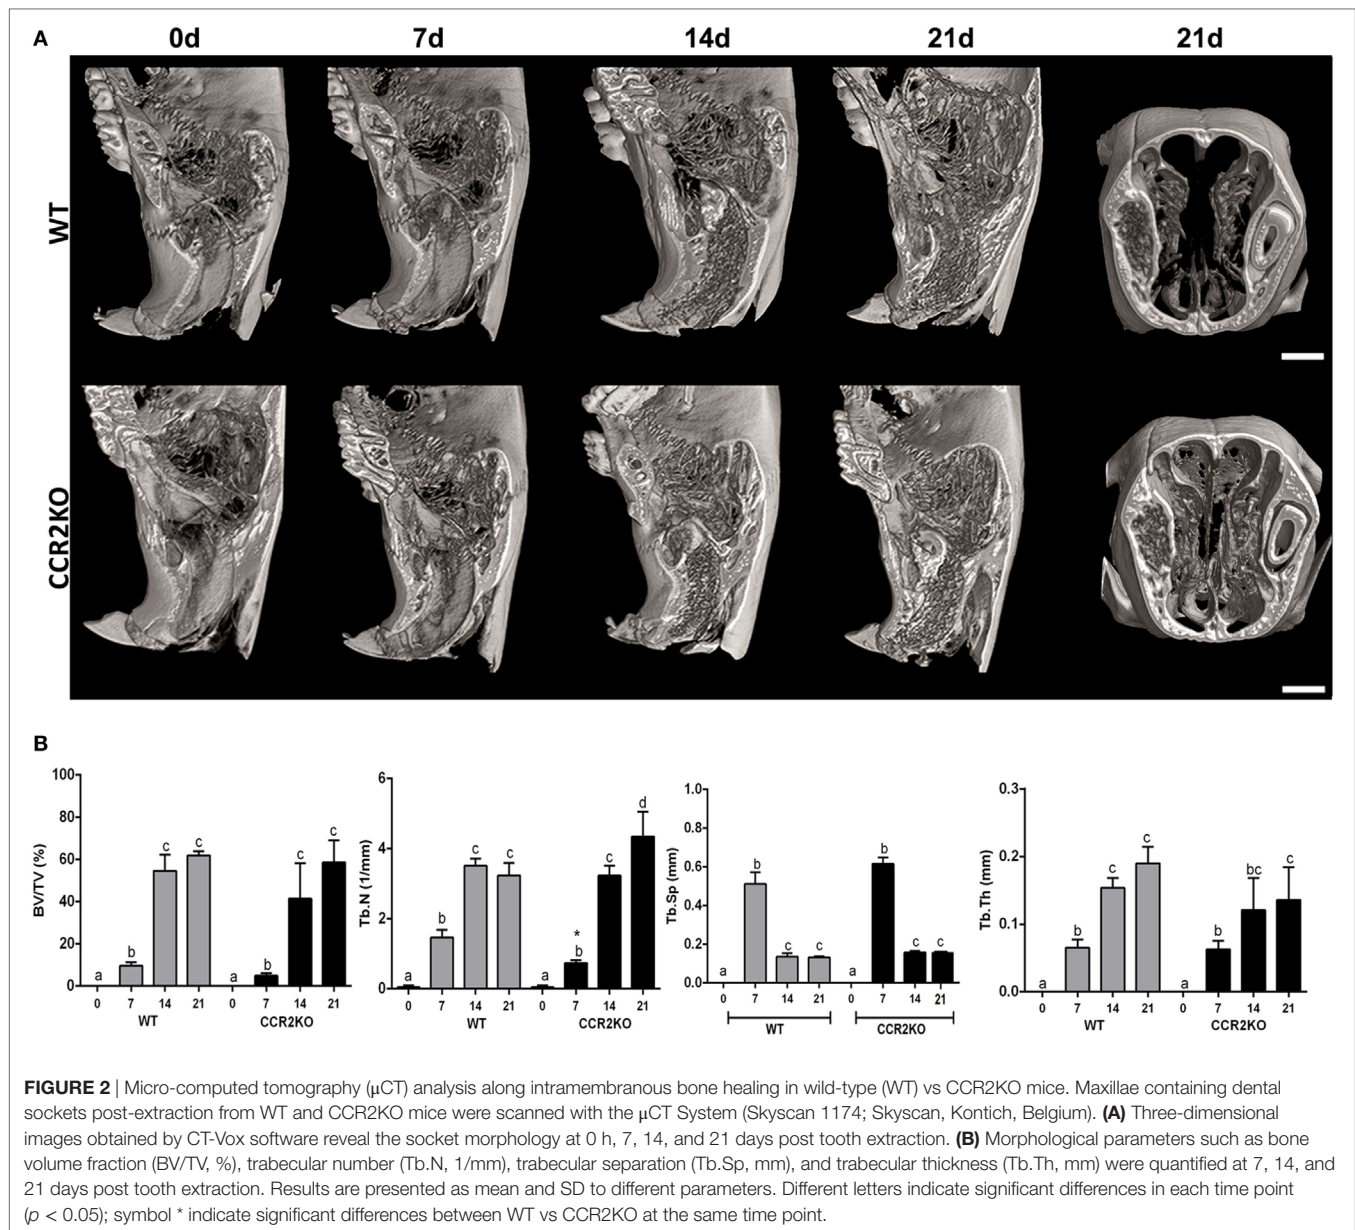 A
0d 7d 14d 21d 21d
WT
CCR2KO
B
BV/TV (%)
100
80
60
40
20
0
a b c c a b c c
0 7 14 21 0 7 14 21
WT CCR2KO
Tb.N (1/mm)
6
4
2
0
a b c c a * b c d
0 7 14 21 0 7 14 21
WT CCR2KO
Tb.Sp (mm)
1.0
0.8
0.6
0.4
0.2
0.0
a b c c a b c c
0 7 14 21 0 7 14 21
WT CCR2KO
Tb.Th (mm)
0.3
0.2
0.1
0.0
a b c c a b bc c
0 7 14 21 0 7 14 21
WT CCR2KO
FIGURE 2 | Micro-computed tomography (μCT) analysis along intramembranous bone healing in wild-type (WT) vs CCR2KO mice. Maxillae containing dental
sockets post-extraction from WT and CCR2KO mice were scanned with the μCT System (Skyscan 1174; Skyscan, Kontich, Belgium). (A) Three-dimensional
images obtained by CT-Vox software reveal the socket morphology at 0 h, 7, 14, and 21 days post tooth extraction. (B) Morphological parameters such as bone
volume fraction (BV/TV, %), trabecular number (Tb.N, 1/mm), trabecular separation (Tb.Sp, mm), and trabecular thickness (Tb.Th, mm) were quantified at 7, 14, and
21 days post tooth extraction. Results are presented as mean and SD to different parameters. Different letters indicate significant differences in each time point
(p < 0.05); symbol * indicate significant differences between WT vs CCR2KO at the same time point.